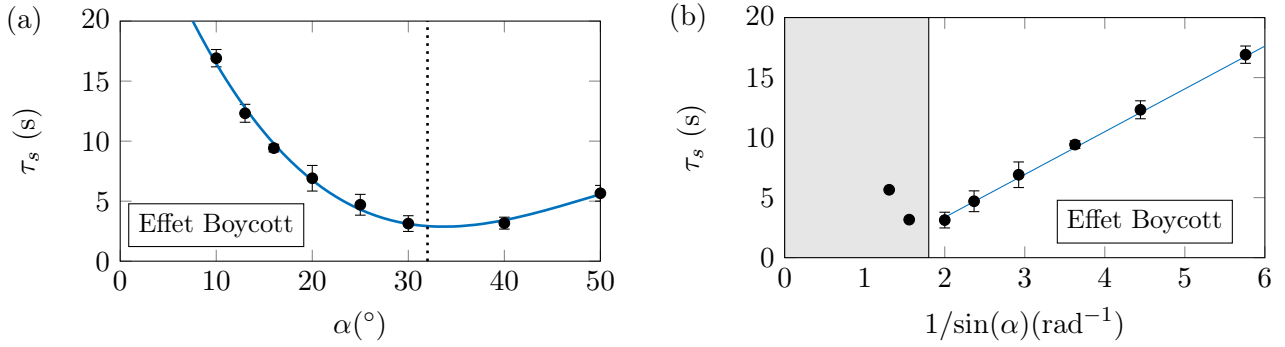 (a)
20
15
10
5
0
τₛ (s)
Effet Boycott
0 10 20 30 40 50
α(°)
(b)
20
15
10
5
0
τₛ (s)
Effet Boycott
0 1 2 3 4 5 6
1/sin(α)(rad⁻¹)